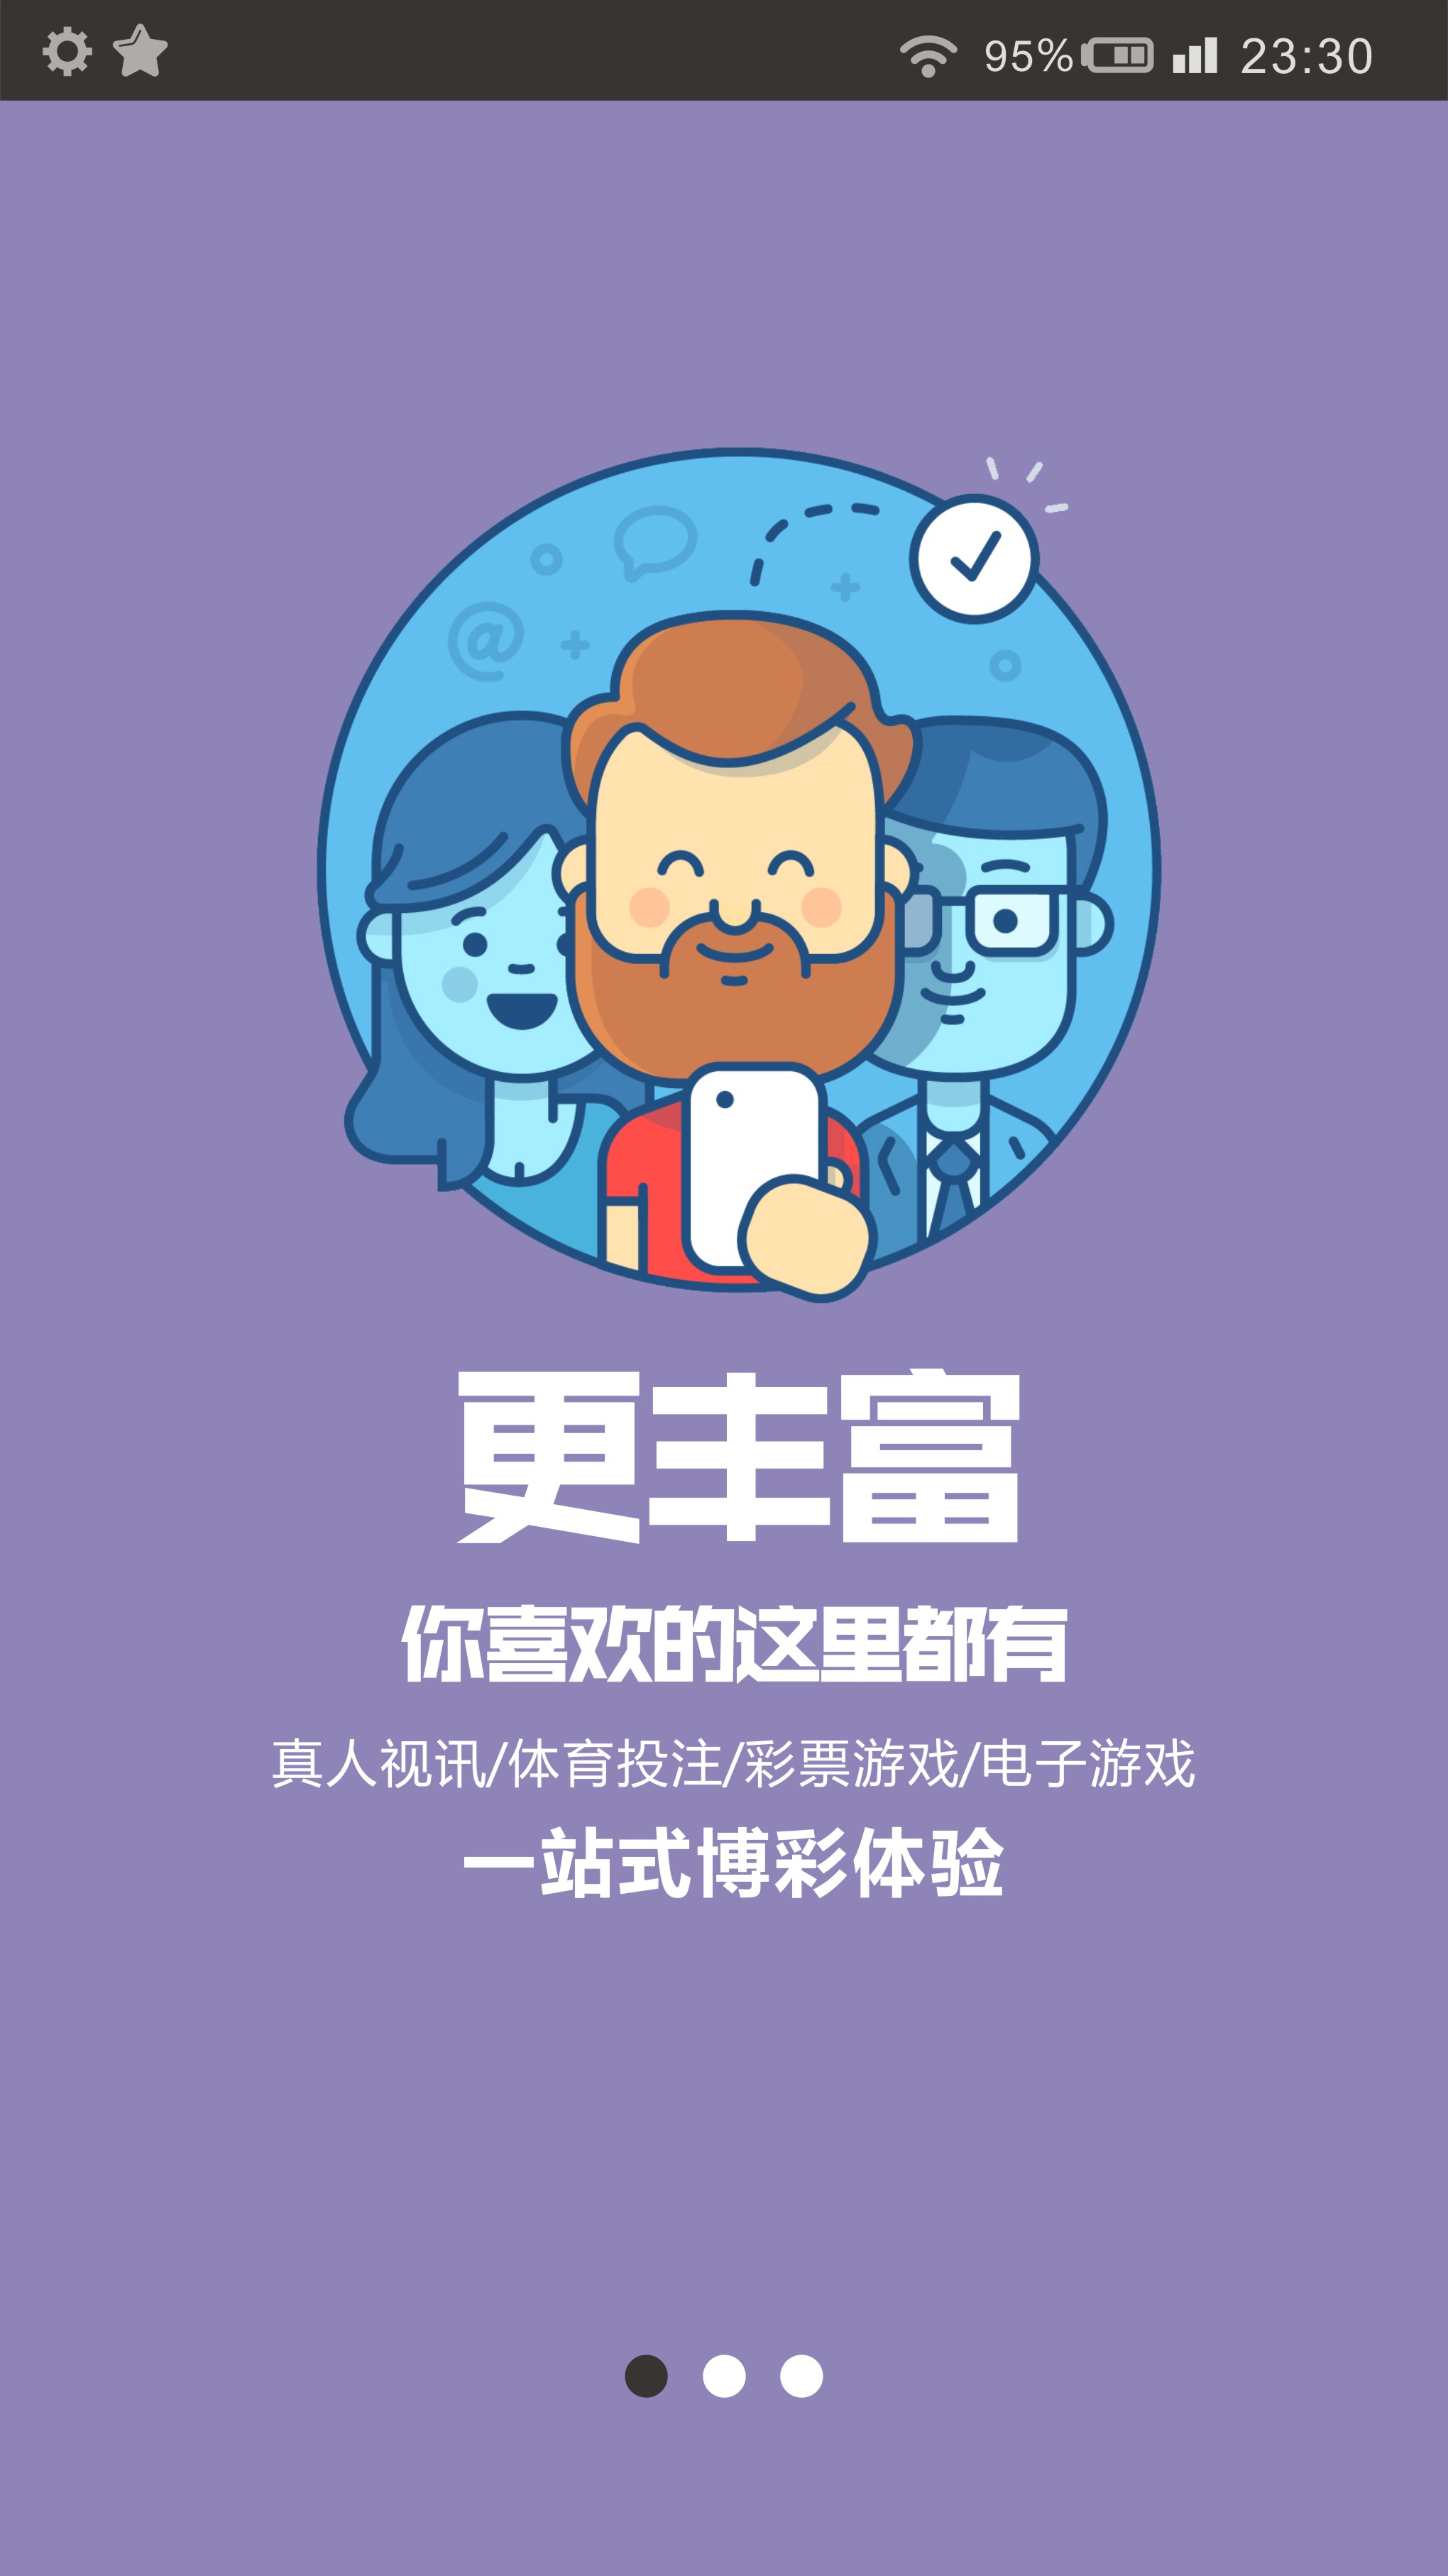 95% 23:30
@
更丰富
你喜欢的这里都有
真人视讯/体育投注/彩票游戏/电子游戏
一站式博彩体验